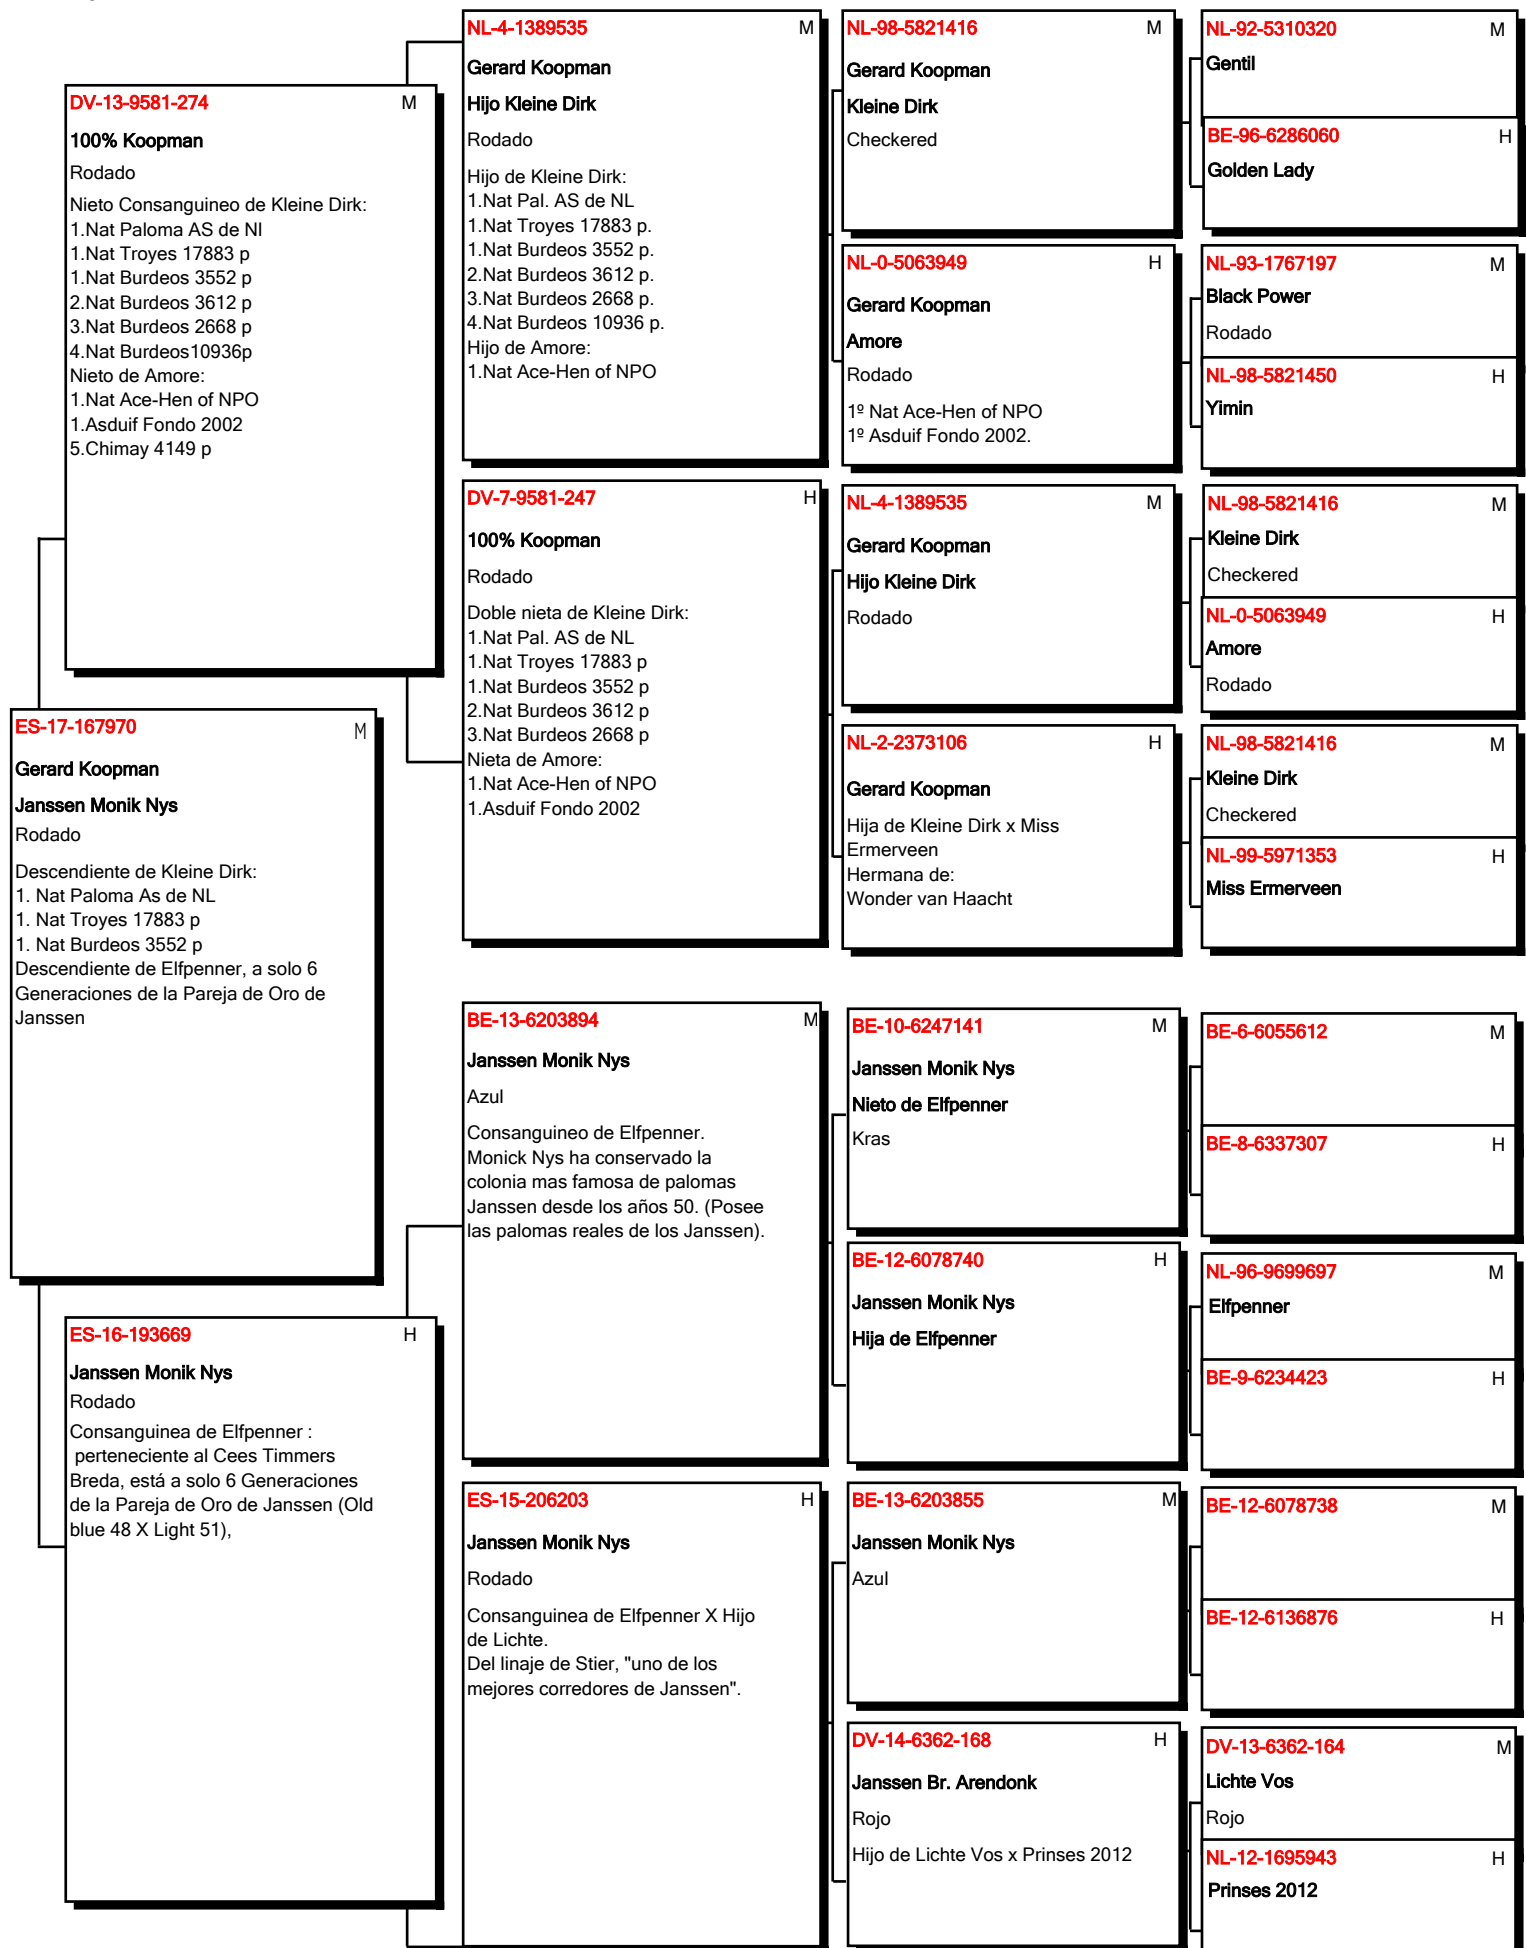 ES-17-167970 M
Gerard Koopman
Janssen Monik Nys
Rodado
Descendiente de Kleine Dirk:
1. Nat Paloma As de NL
1. Nat Troyes 17883 p
1. Nat Burdeos 3552 p
Descendiente de Elfpenner, a solo 6
Generaciones de la Pareja de Oro de
Janssen
DV-13-9581-274 M
100% Koopman
Rodado
Nieto Consanguineo de Kleine Dirk:
1.Nat Paloma AS de Nl
1.Nat Troyes 17883 p
1.Nat Burdeos 3552 p
2.Nat Burdeos 3612 p
3.Nat Burdeos 2668 p
4.Nat Burdeos10936p
Nieto de Amore:
1.Nat Ace-Hen of NPO
1.Asduif Fondo 2002
5.Chimay 4149 p
ES-16-193669 H
Janssen Monik Nys
Rodado
Consanguinea de Elfpenner :
perteneciente al Cees Timmers
Breda, está a solo 6 Generaciones
de la Pareja de Oro de Janssen (Old
blue 48 X Light 51),
NL-4-1389535 M
Gerard Koopman
Hijo Kleine Dirk
Rodado
Hijo de Kleine Dirk:
1.Nat Pal. AS de NL
1.Nat Troyes 17883 p.
1.Nat Burdeos 3552 p.
2.Nat Burdeos 3612 p.
3.Nat Burdeos 2668 p.
4.Nat Burdeos 10936 p.
Hijo de Amore:
1.Nat Ace-Hen of NPO
DV-7-9581-247 H
100% Koopman
Rodado
Doble nieta de Kleine Dirk:
1.Nat Pal. AS de NL
1.Nat Troyes 17883 p
1.Nat Burdeos 3552 p
2.Nat Burdeos 3612 p
3.Nat Burdeos 2668 p
Nieta de Amore:
1.Nat Ace-Hen of NPO
1.Asduif Fondo 2002
BE-13-6203894 M
Janssen Monik Nys
Azul
Consanguineo de Elfpenner.
Monick Nys ha conservado la
colonia mas famosa de palomas
Janssen desde los años 50. (Posee
las palomas reales de los Janssen).
ES-15-206203 H
Janssen Monik Nys
Rodado
Consanguinea de Elfpenner X Hijo
de Lichte.
Del linaje de Stier, "uno de los
mejores corredores de Janssen".
NL-98-5821416 M
Gerard Koopman
Kleine Dirk
Checkered
NL-0-5063949 H
Gerard Koopman
Amore
Rodado
1º Nat Ace-Hen of NPO
1º Asduif Fondo 2002.
NL-4-1389535 M
Gerard Koopman
Hijo Kleine Dirk
Rodado
NL-2-2373106 H
Gerard Koopman
Hija de Kleine Dirk x Miss
Ermerveen
Hermana de:
Wonder van Haacht
BE-10-6247141 M
Janssen Monik Nys
Nieto de Elfpenner
Kras
BE-12-6078740 H
Janssen Monik Nys
Hija de Elfpenner
BE-13-6203855 M
Janssen Monik Nys
Azul
DV-14-6362-168 H
Janssen Br. Arendonk
Rojo
Hijo de Lichte Vos x Prinses 2012
NL-92-5310320 M
Gentil
BE-96-6286060 H
Golden Lady
NL-93-1767197 M
Black Power
Rodado
NL-98-5821450 H
Yimin
NL-98-5821416 M
Kleine Dirk
Checkered
NL-0-5063949 H
Amore
Rodado
NL-98-5821416 M
Kleine Dirk
Checkered
NL-99-5971353 H
Miss Ermerveen
BE-6-6055612 M
BE-8-6337307 H
NL-96-9699697 M
Elfpenner
BE-9-6234423 H
BE-12-6078738 M
BE-12-6136876 H
DV-13-6362-164 M
Lichte Vos
Rojo
NL-12-1695943 H
Prinses 2012